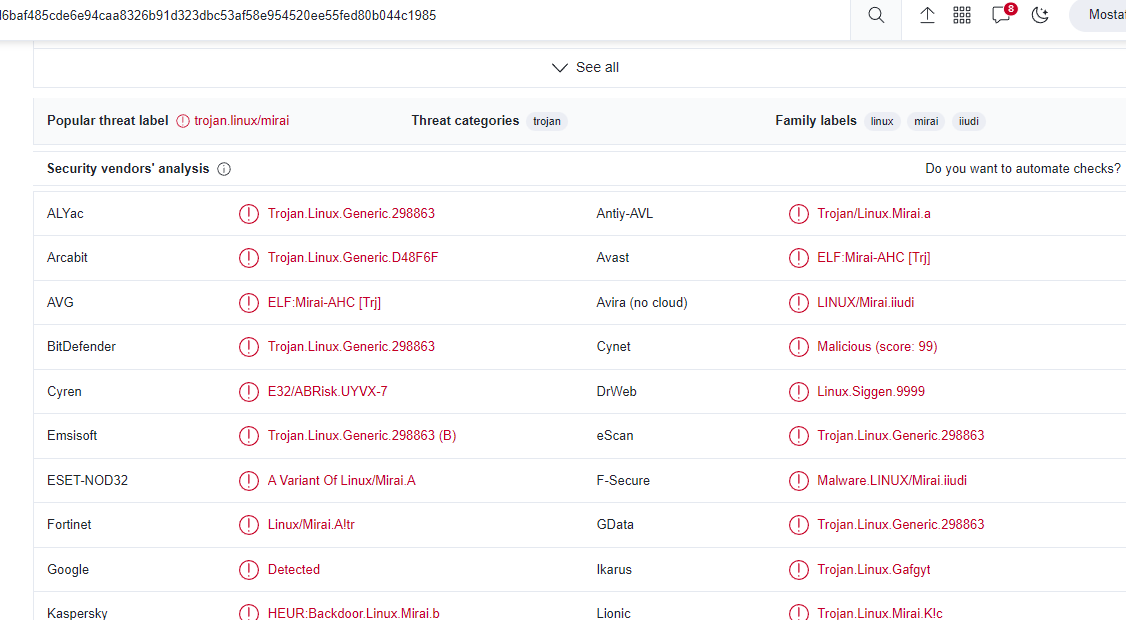 d6baf485cde6e94caa8326b91d323dbc53af58e954520ee55fed80b044c1985
8
See all
Popular threat label trojan.linux/mirai Threat categories trojan Family labels linux mirai iiudi
Security vendors' analysis Do you want to automate checks?
ALYac Trojan.Linux.Generic.298863 Antiy-AVL Trojan/Linux.Mirai.a
Arcabit Trojan.Linux.Generic.D48F6F Avast ELF:Mirai-AHC [Trj]
AVG ELF:Mirai-AHC [Trj] Avira (no cloud) LINUX/Mirai.iiudi
BitDefender Trojan.Linux.Generic.298863 Cynet Malicious (score: 99)
Cyren E32/ABRisk.UYVX-7 DrWeb Linux.Siggen.9999
Emsisoft Trojan.Linux.Generic.298863 (B) eScan Trojan.Linux.Generic.298863
ESET-NOD32 A Variant Of Linux/Mirai.A F-Secure Malware.LINUX/Mirai.iiudi
Fortinet Linux/Mirai.A!tr GData Trojan.Linux.Generic.298863
Google Detected Ikarus Trojan.Linux.Gafgyt
Kaspersky HEUR:Backdoor.Linux.Mirai.b Lionic Trojan.Linux.Mirai.K!c